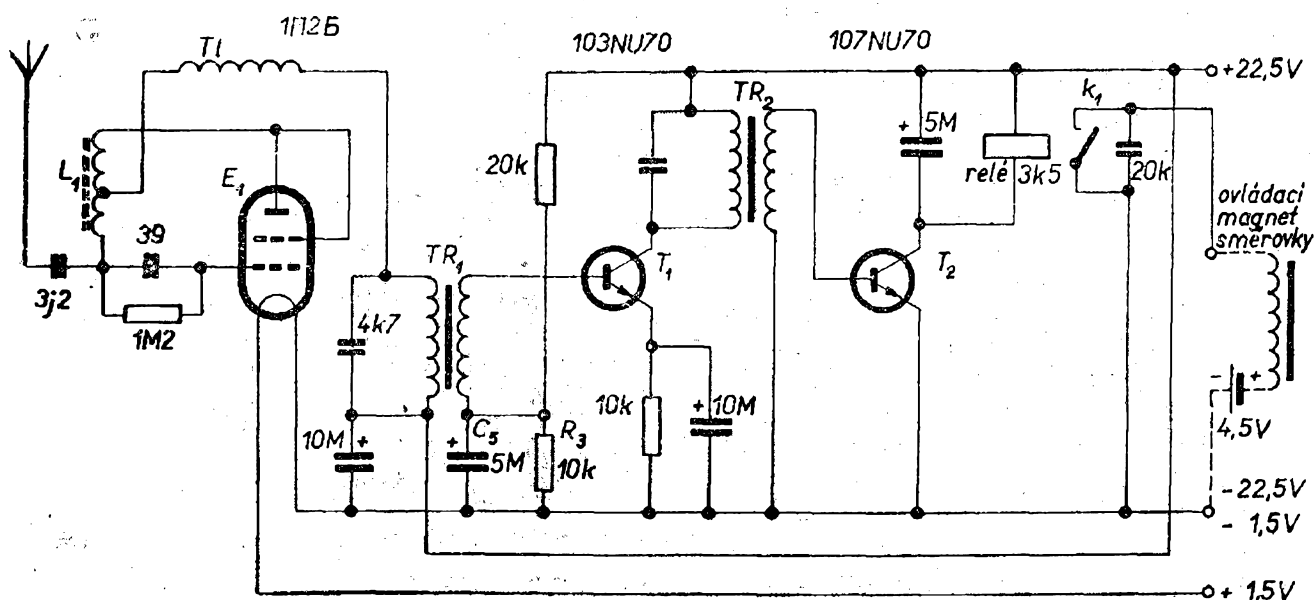 1П2Б
103NU70
107NU70
Tl
TR₂
k₁
+22,5V
+
5M
20k
relé 3k5
20k
L₁
E₁
39
TR₁
T₁
T₂
ovládací
magnet
směrovky
3j2
1M2
4k7
10k
+
10M
- +
4,5V
10M
+
+
C₅
5M
R₃
10k
-22,5V
- 1,5V
+ 1,5V